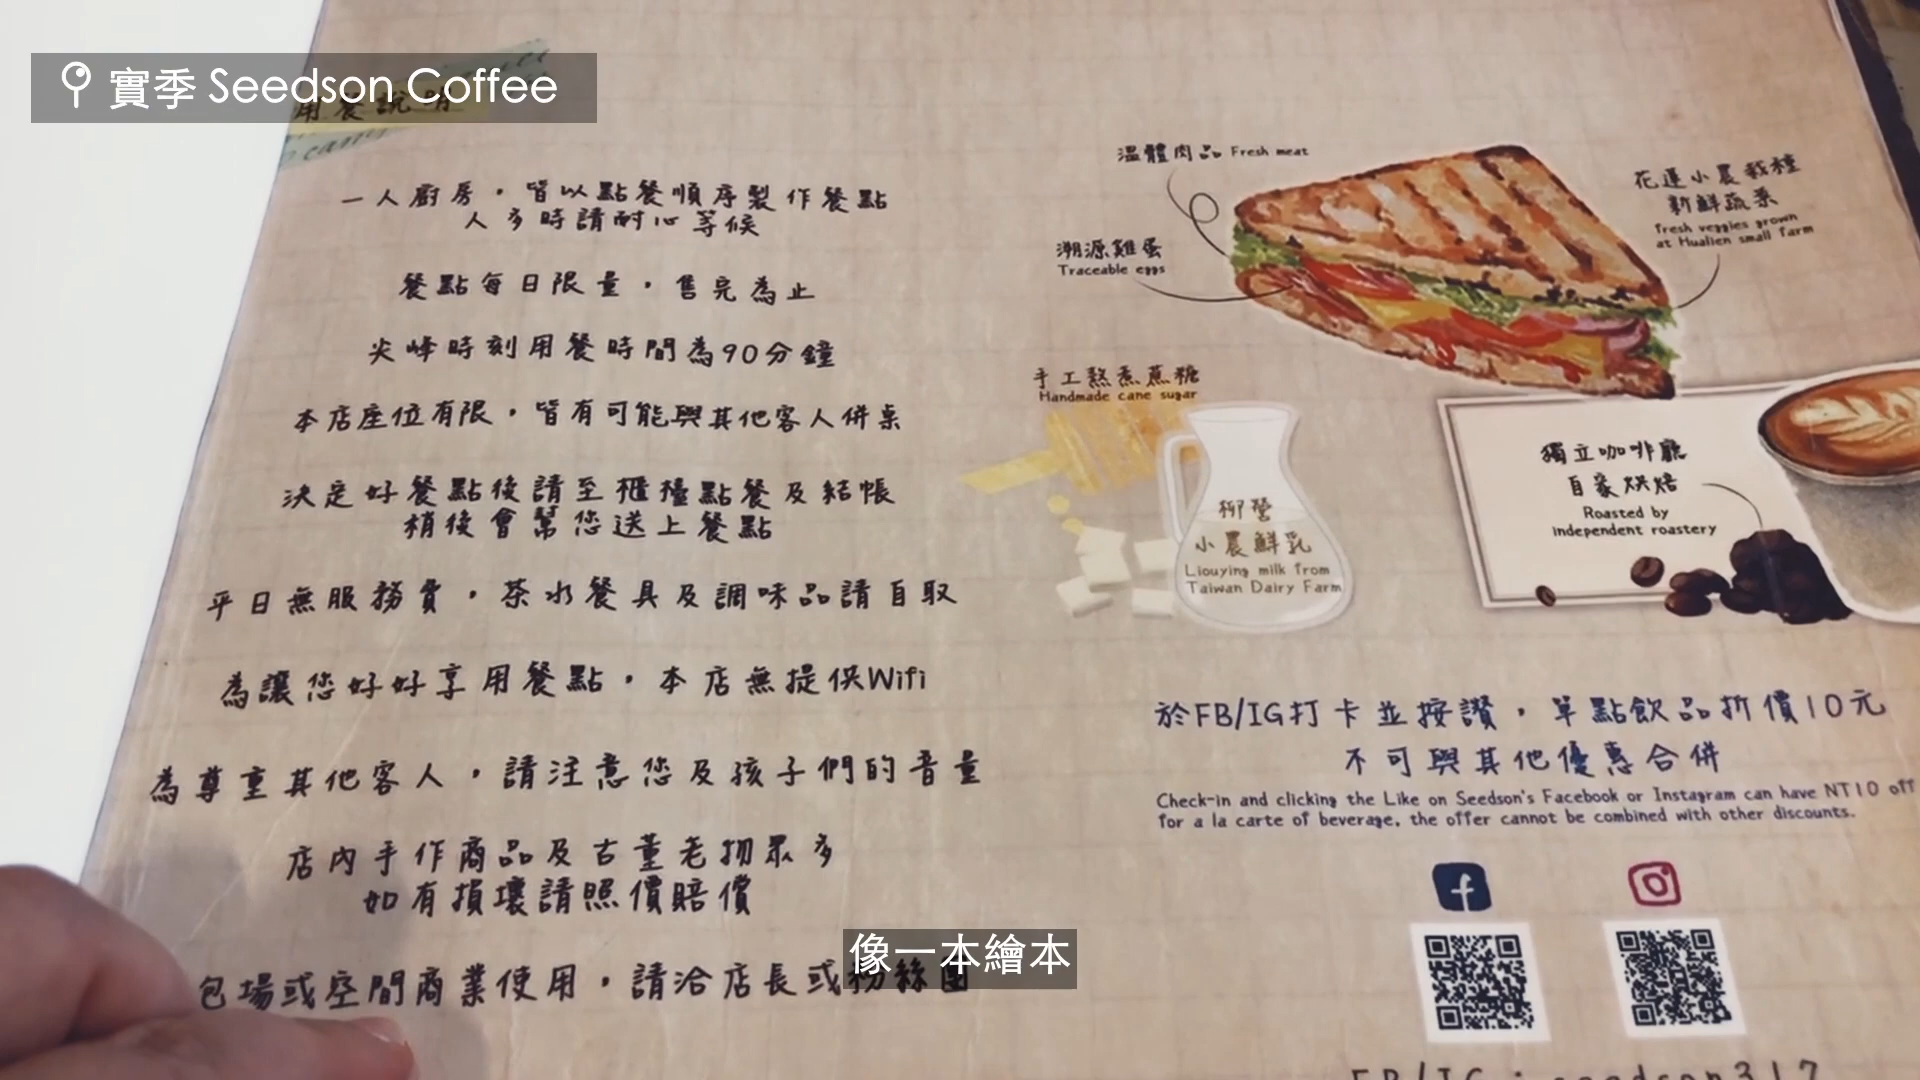 實季 Seedson Coffee
用餐說明
一人廚房，皆以點餐順序製作餐點
人多時請耐心等候
餐點每日限量，售完為止
尖峰時刻用餐時間為90分鐘
本店座位有限，皆有可能與其他客人併桌
決定好餐點後請至櫃檯點餐及結帳
稍後會幫您送上餐點
平日無服務費，茶水餐具及調味品請自取
為讓您好好享用餐點，本店無提供Wifi
為尊重其他客人，請注意您及孩子們的音量
店內手作商品及古董老物眾多
如有損壞請照價賠償
包場或空間商業使用，請洽店長或粉絲團
溫體肉品 Fresh meat
花蓮小農栽種
新鮮蔬菜
fresh veggies grown
at Hualien small farm
溯源雞蛋
Traceable eggs
手工熬煮蔗糖
Handmade cane sugar
柳營
小農鮮乳
Liouying milk from
Taiwan Dairy Farm
獨立咖啡廳
自家烘焙
Roasted by
independent roastery
於FB/IG打卡並按讚，單點飲品折價10元
不可與其他優惠合併
Check-in and clicking the Like on Seedson's Facebook or Instagram can have NT10 off
for a la carte of beverage, the offer cannot be combined with other discounts.
FB/IG：seedson317
像一本繪本